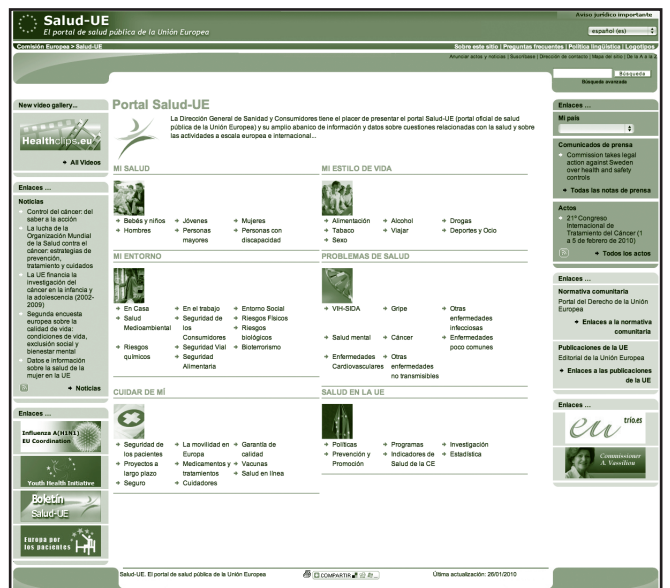 Aviso jurídico importante
Salud-UE
El portal de salud pública de la Unión Europea
español (es)
Comisión Europea > Salud-UE
Sobre este sitio | Preguntas frecuentes | Política lingüística | Logotipos
Anunciar actos y noticias | Suscríbase | Dirección de contacto | Mapa del sitio | De la A a la Z
Búsqueda
Búsqueda avanzada
New video gallery...
Healthclips.eu
All Videos
Enlaces ...
Noticias
Control del cáncer: del
saber a la acción
La lucha de la
Organización Mundial
de la Salud contra el
cáncer: estrategias de
prevención,
tratamiento y cuidados
La UE financia la
investigación del
cáncer en la infancia y
la adolescencia (2002-
2009)
Segunda encuesta
europea sobre la
calidad de vida:
condiciones de vida,
exclusión social y
bienestar mental
Datos e información
sobre la salud de la
mujer en la UE
Noticias
Enlaces ...
Influenza A(H1N1)
EU Coordination
Youth Health Initiative
Boletín
Salud-UE
Europa por
los pacientes
Portal Salud-UE
La Dirección General de Sanidad y Consumidores tiene el placer de presentar el portal Salud-UE (portal oficial de salud
pública de la Unión Europea) y su amplio abanico de información y datos sobre cuestiones relacionadas con la salud y sobre
las actividades a escala europea e internacional...
MI SALUD
Bebés y niños
Jóvenes
Mujeres
Hombres
Personas
mayores
Personas con
discapacidad
MI ESTILO DE VIDA
Alimentación
Alcohol
Drogas
Tabaco
Viajar
Deportes y Ocio
Sexo
MI ENTORNO
En Casa
En el trabajo
Entorno Social
Salud
Medioambiental
Seguridad de
los
Consumidores
Riesgos Físicos
Riesgos
biológicos
Riesgos
químicos
Seguridad Vial
Bioterrorismo
Seguridad
Alimentaria
PROBLEMAS DE SALUD
VIH-SIDA
Gripe
Otras
enfermedades
infecciosas
Salud mental
Cáncer
Enfermedades
poco comunes
Enfermedades
Cardiovasculares
Otras
enfermedades
no transmisibles
CUIDAR DE MÍ
Seguridad de
los pacientes
La movilidad en
Europa
Garantía de
calidad
Proyectos a
largo plazo
Medicamentos y
tratamientos
Vacunas
Salud en línea
Seguro
Cuidadores
SALUD EN LA UE
Políticas
Programas
Investigación
Prevención y
Promoción
Indicadores de
Salud de la CE
Estadística
Enlaces ...
Mi país
Comunicados de prensa
Commission takes legal
action against Sweden
over health and safety
controls
Todas las notas de prensa
Actos
21º Congreso
Internacional de
Tratamiento del Cáncer (1
a 5 de febrero de 2010)
Todos los actos
Enlaces ...
Normativa comunitaria
Portal del Derecho de la Unión
Europea
Enlaces a la normativa
comunitaria
Publicaciones de la UE
Editorial de la Unión Europea
Enlaces a las publicaciones
de la UE
Enlaces ...
eu trío.es
Commissioner
A. Vassiliou
Salud-UE. El portal de salud pública de la Unión Europea
COMPARTIR
Última actualización: 26/01/2010